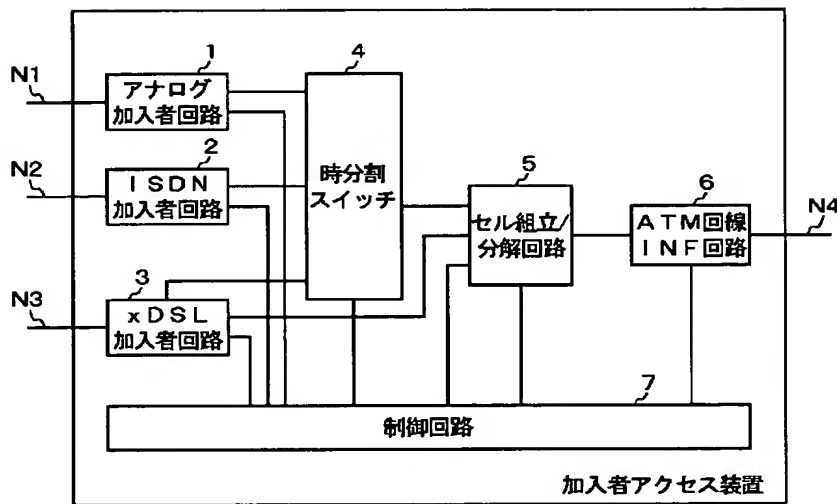 1
4
N1
アナログ
加入者回路
N2
2
ISDN
加入者回路
時分割
スイッチ
5
セル組立/
分解回路
6
ATM回線
INF回路
N4
N3
3
xDSL
加入者回路
7
制御回路
加入者アクセス装置